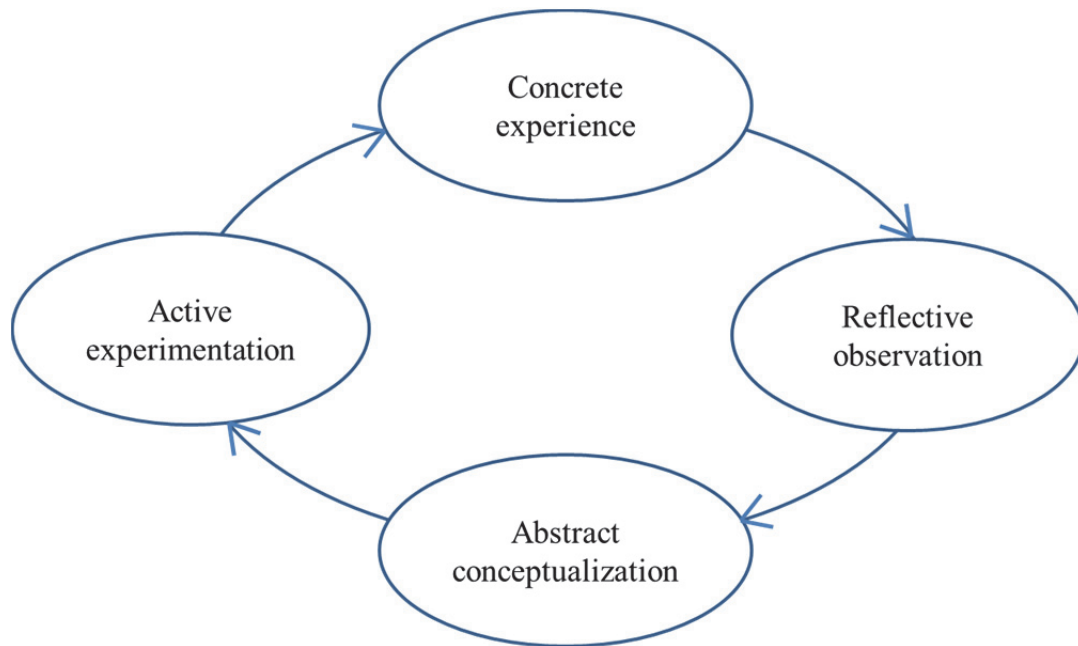 Concrete
experience
Reflective
observation
Abstract
conceptualization
Active
experimentation